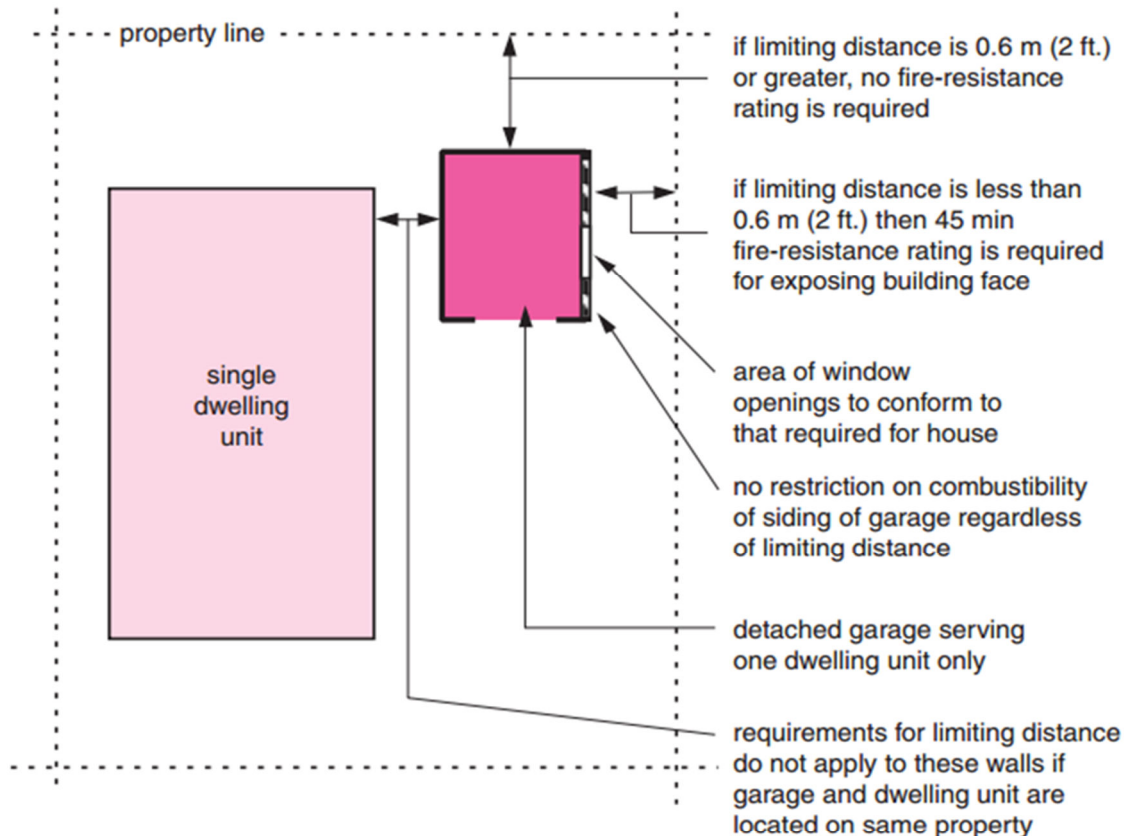 property line
if limiting distance is 0.6 m (2 ft.)
or greater, no fire-resistance
rating is required
if limiting distance is less than
0.6 m (2 ft.) then 45 min
fire-resistance rating is required
for exposing building face
single
dwelling
unit
area of window
openings to conform to
that required for house
no restriction on combustibility
of siding of garage regardless
of limiting distance
detached garage serving
one dwelling unit only
requirements for limiting distance
do not apply to these walls if
garage and dwelling unit are
located on same property